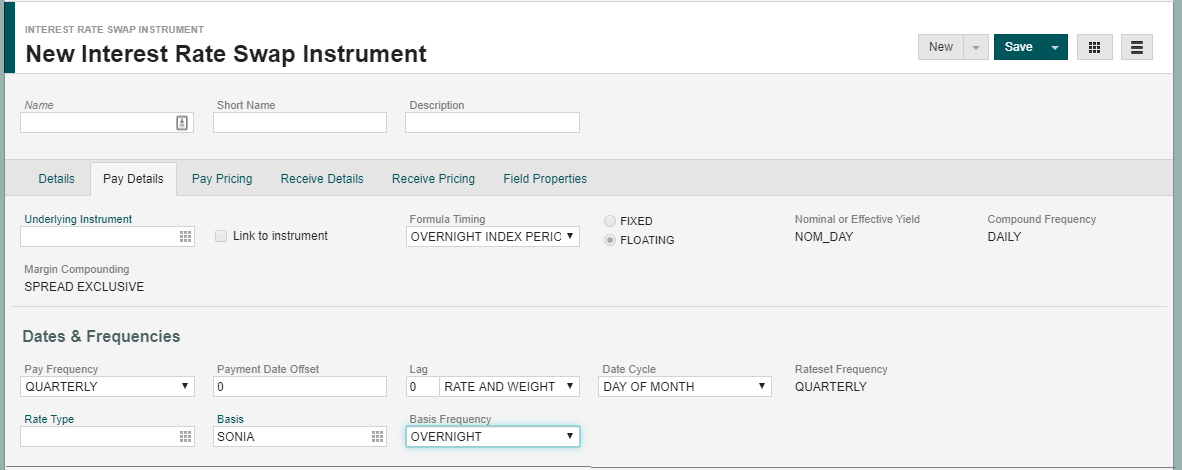 INTEREST RATE SWAP INSTRUMENT
New Interest Rate Swap Instrument
New
Save
Name
Short Name
Description
Details
Pay Details
Pay Pricing
Receive Details
Receive Pricing
Field Properties
Underlying Instrument
Link to instrument
Formula Timing
OVERNIGHT INDEX PERIC
FIXED
FLOATING
Nominal or Effective Yield
NOM_DAY
Compound Frequency
DAILY
Margin Compounding
SPREAD EXCLUSIVE
Dates & Frequencies
Pay Frequency
QUARTERLY
Payment Date Offset
0
Lag
0
RATE AND WEIGHT
Date Cycle
DAY OF MONTH
Rateset Frequency
QUARTERLY
Rate Type
Basis
SONIA
Basis Frequency
OVERNIGHT